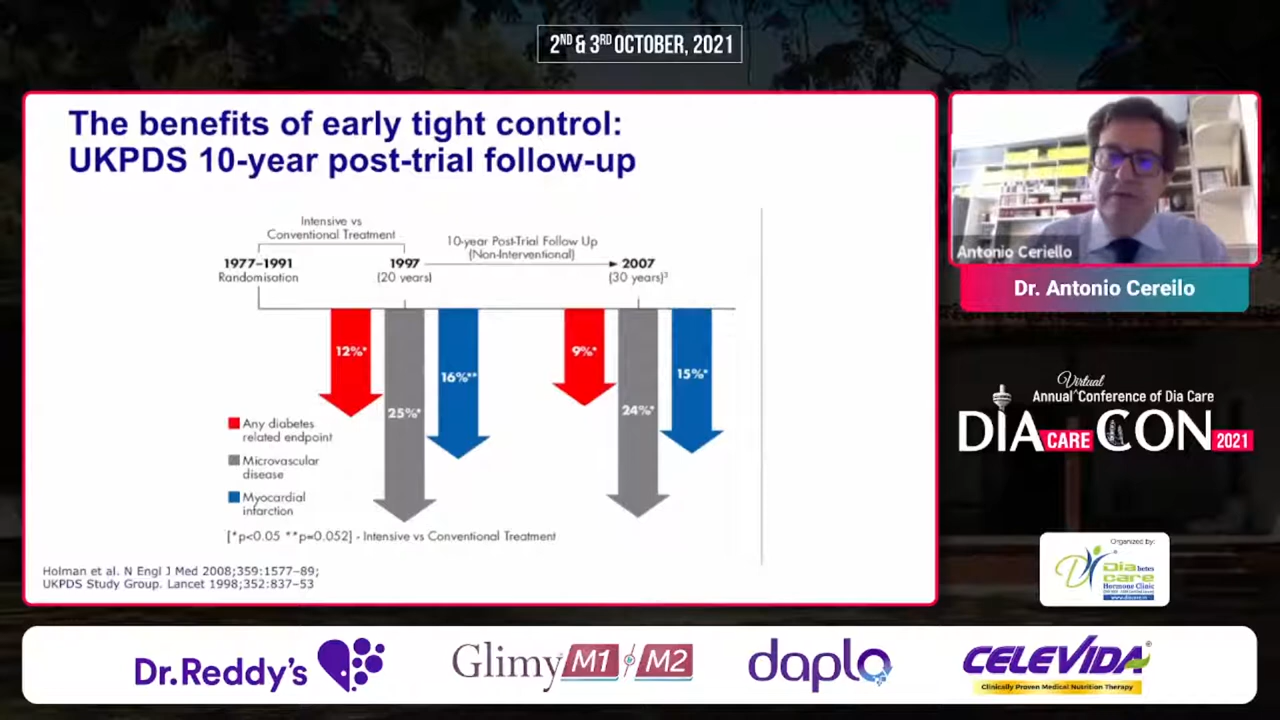 2ND & 3RD OCTOBER, 2021
The benefits of early tight control:
UKPDS 10-year post-trial follow-up
Intensive vs
Conventional Treatment
10-year Post-Trial Follow Up
(Non-Interventional)
1977–1991
Randomisation
1997
(20 years)
2007
(30 years)³
12%*
25%*
16%**
9%*
24%*
15%*
Any diabetes
related endpoint
Microvascular
disease
Myocardial
infarction
[*p<0.05 **p=0.052] - Intensive vs Conventional Treatment
Holman et al. N Engl J Med 2008;359:1577–89;
UKPDS Study Group. Lancet 1998;352:837–53
Antonio Ceriello
Dr. Antonio Cereilo
Virtual
Annual Conference of Dia Care
DIA CARE CON 2021
Organized by:
Diabetes
care
Hormone Clinic
Dr.Reddy's
Glimy M1 M2
daplo
CELEVIDA®
Clinically Proven Medical Nutrition Therapy